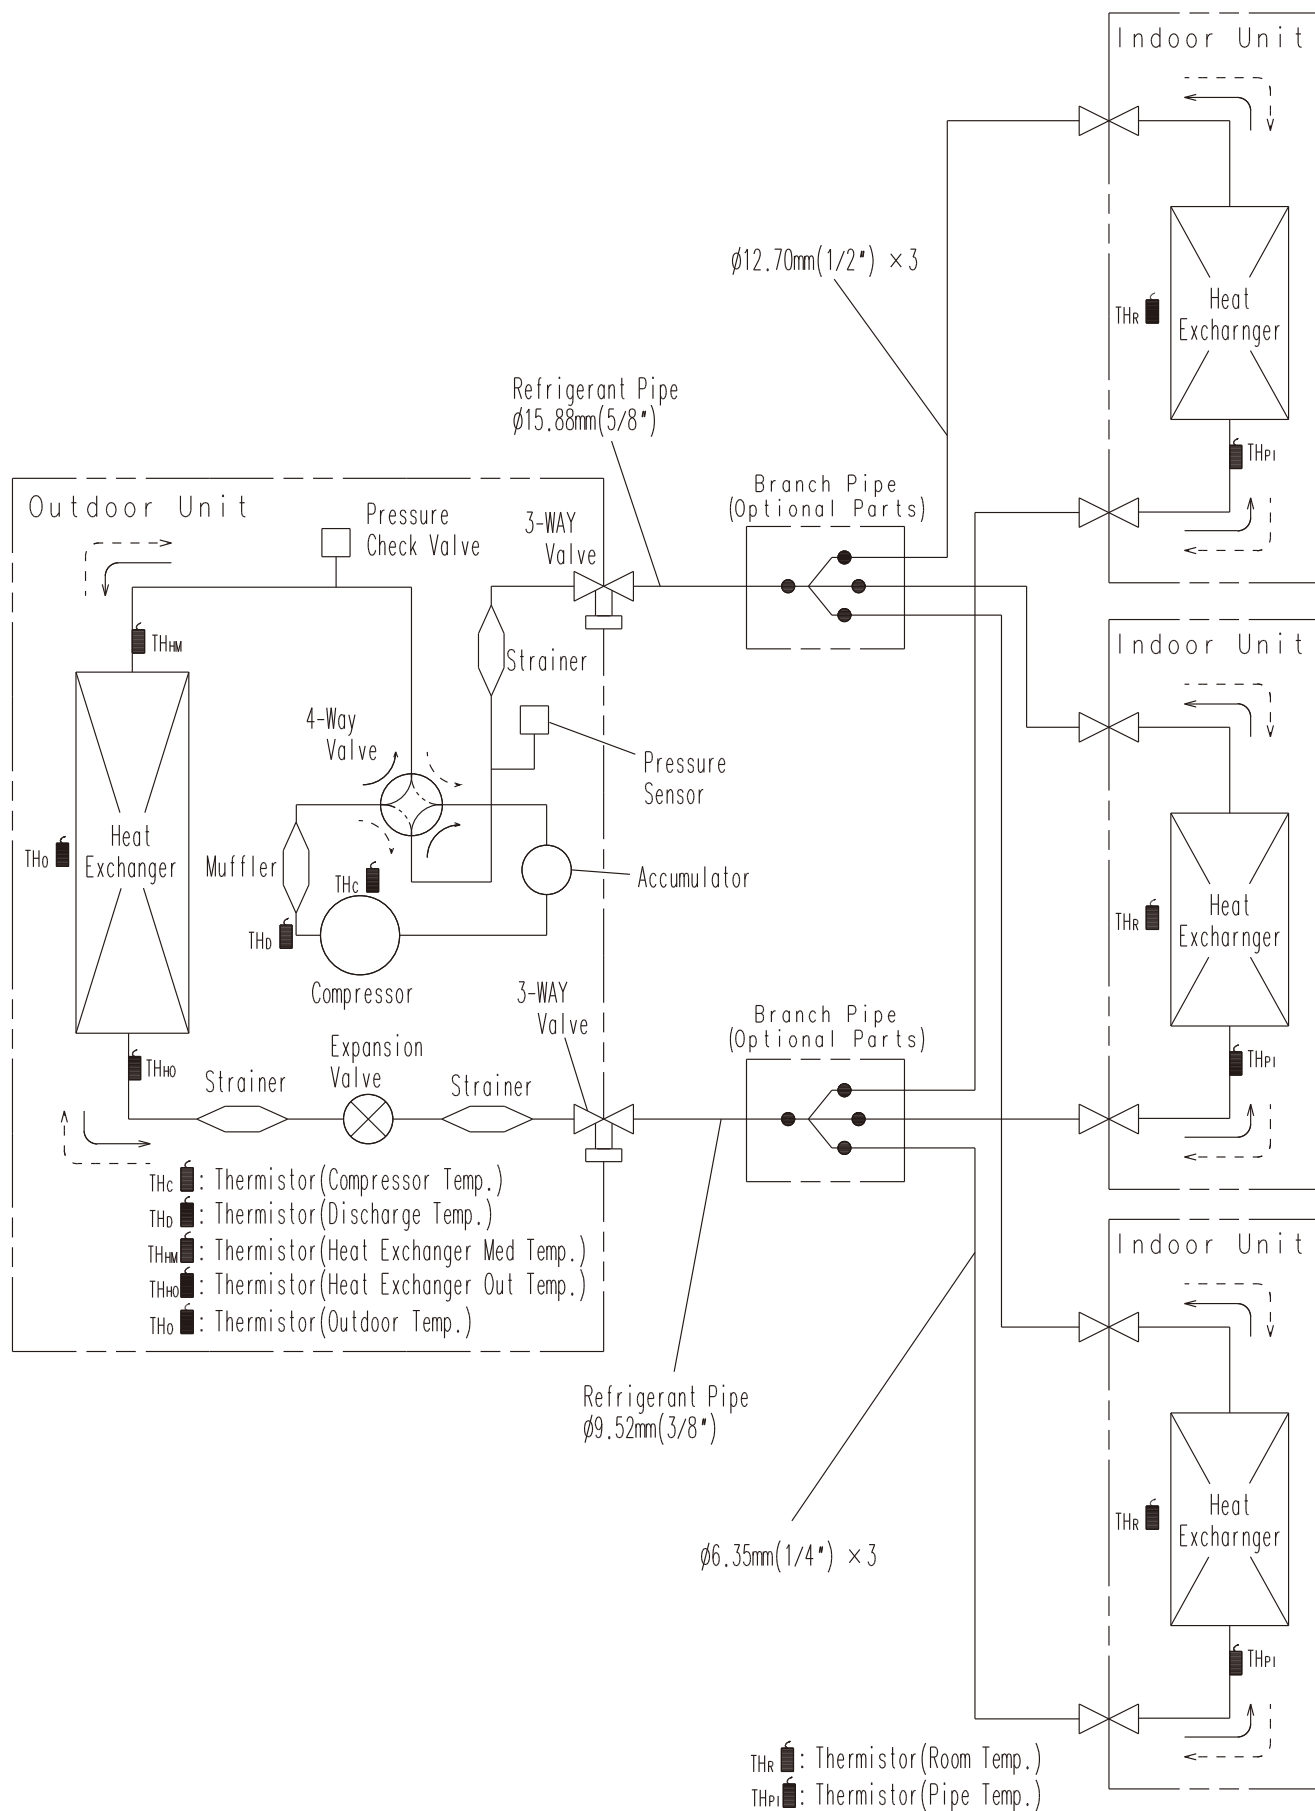 Indoor Unit
ϕ12.70mm(1/2") ×3
Heat
Excharnger
THR
THPI
Refrigerant Pipe
ϕ15.88mm(5/8")
Outdoor Unit
Pressure
Check Valve
3-WAY
Valve
Branch Pipe
(Optional Parts)
THHM
Strainer
Indoor Unit
4-Way
Valve
Pressure
Sensor
THO
Heat
Exchanger
Muffler
THC
Accumulator
THD
Compressor
THR
Heat
Excharnger
THPI
3-WAY
Valve
Branch Pipe
(Optional Parts)
THHO
Strainer
Expansion
Valve
Strainer
THC : Thermistor(Compressor Temp.)
THD : Thermistor(Discharge Temp.)
THHM : Thermistor(Heat Exchanger Med Temp.)
THHO : Thermistor(Heat Exchanger Out Temp.)
THO : Thermistor(Outdoor Temp.)
Indoor Unit
Refrigerant Pipe
ϕ9.52mm(3/8")
ϕ6.35mm(1/4") ×3
THR
Heat
Excharnger
THPI
THR : Thermistor(Room Temp.)
THPI : Thermistor(Pipe Temp.)